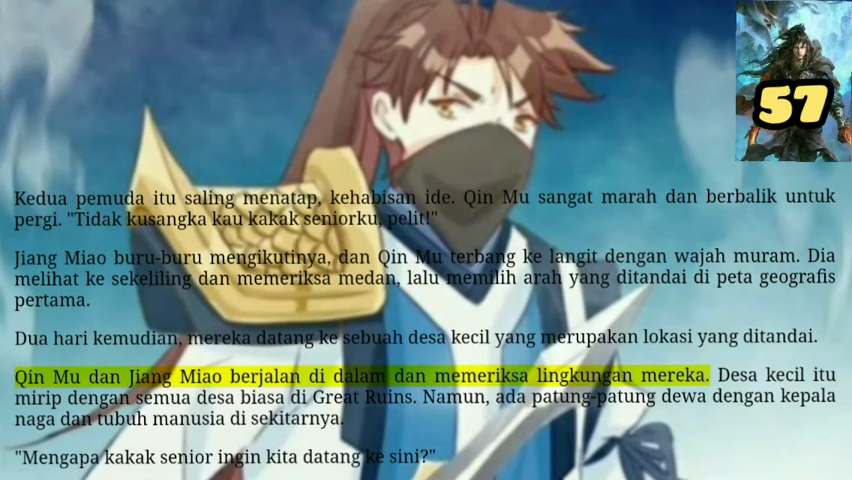 57
Kedua pemuda itu saling menatap, kehabisan ide. Qin Mu sangat marah dan berbalik untuk
pergi. "Tidak kusangka kau kakak seniorku, pelit!"
Jiang Miao buru-buru mengikutinya, dan Qin Mu terbang ke langit dengan wajah muram. Dia
melihat ke sekeliling dan memeriksa medan, lalu memilih arah yang ditandai di peta geografis
pertama.
Dua hari kemudian, mereka datang ke sebuah desa kecil yang merupakan lokasi yang ditandai.
Qin Mu dan Jiang Miao berjalan di dalam dan memeriksa lingkungan mereka. Desa kecil itu
mirip dengan semua desa biasa di Great Ruins. Namun, ada patung-patung dewa dengan kepala
naga dan tubuh manusia di sekitarnya.
"Mengapa kakak senior ingin kita datang ke sini?"